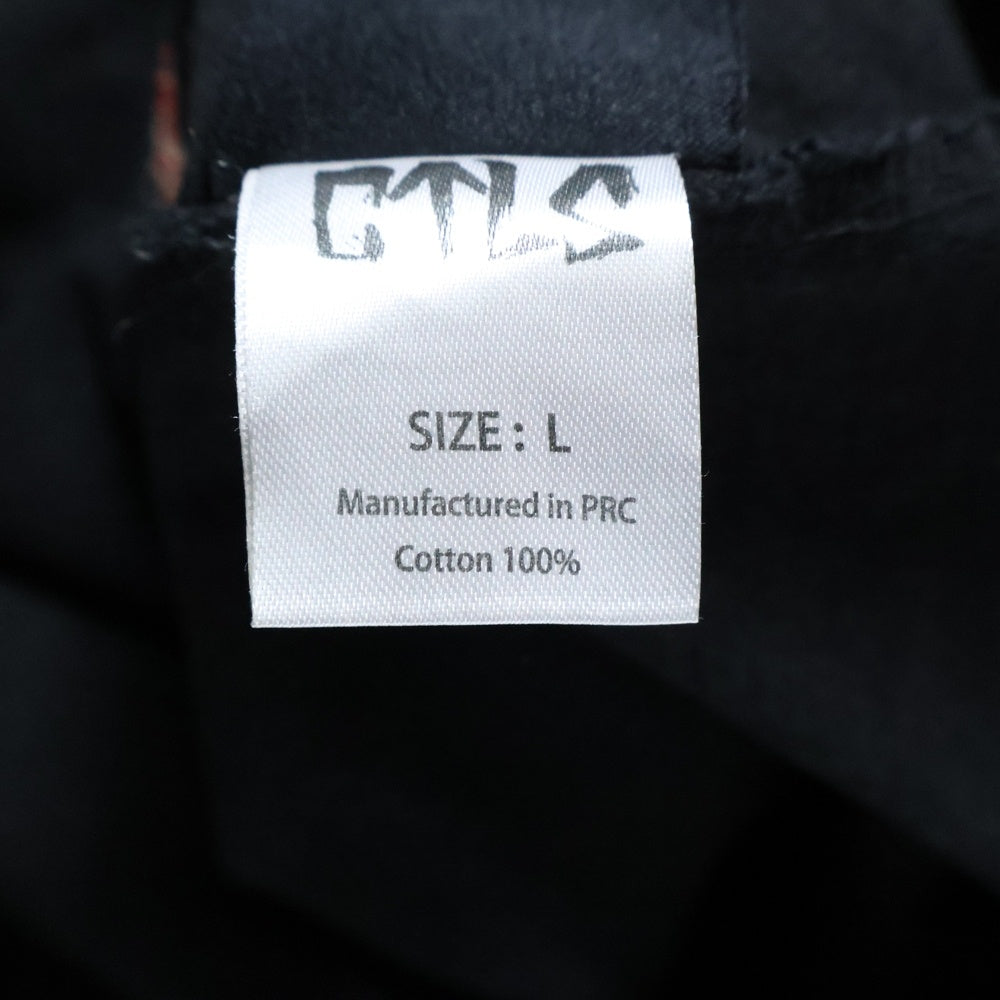 CTLS
SIZE : L
Manufactured in PRC
Cotton 100%